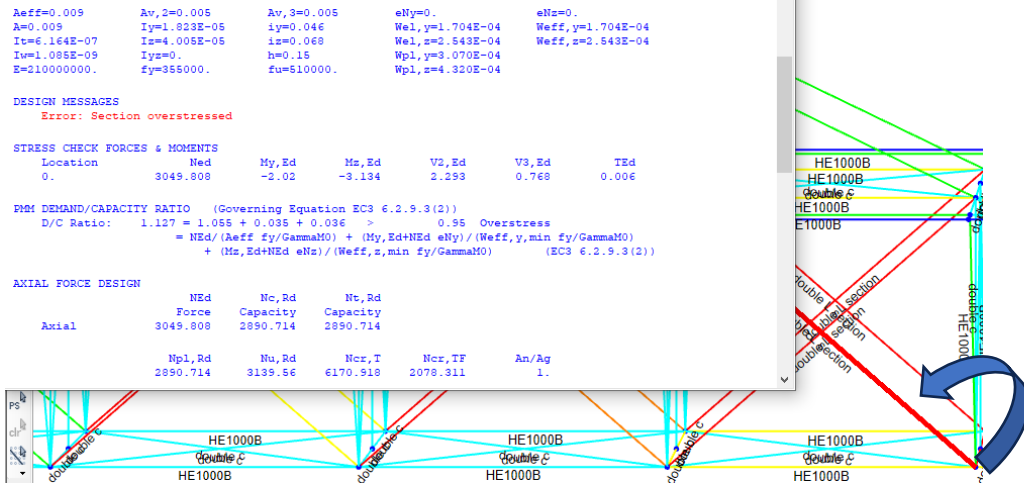 Aeff=0.009 Av,2=0.005 Av,3=0.005 eNy=0. eNz=0.
A=0.009 Iy=1.823E-05 iy=0.046 Wel,y=1.704E-04 Weff,y=1.704E-04
It=6.164E-07 Iz=4.005E-05 iz=0.068 Wel,z=2.543E-04 Weff,z=2.543E-04
Iw=1.085E-09 Iyz=0. h=0.15 Wpl,y=3.070E-04
E=210000000. fy=355000. fu=510000. Wpl,z=4.320E-04
DESIGN MESSAGES
Error: Section overstressed
STRESS CHECK FORCES & MOMENTS
Location Ned My,Ed Mz,Ed V2,Ed V3,Ed TEd
0. 3049.808 -2.02 -3.134 2.293 0.768 0.006
PMM DEMAND/CAPACITY RATIO (Governing Equation EC3 6.2.9.3(2))
D/C Ratio: 1.127 = 1.055 + 0.035 + 0.036 > 0.95 Overstress
= NEd/(Aeff fy/GammaM0) + (My,Ed+NEd eNy)/(Weff,y,min fy/GammaM0)
+ (Mz,Ed+NEd eNz)/(Weff,z,min fy/GammaM0) (EC3 6.2.9.3(2))
AXIAL FORCE DESIGN
NEd Nc,Rd Nt,Rd
Force Capacity Capacity
Axial 3049.808 2890.714 2890.714
Npl,Rd Nu,Rd Ncr,T Ncr,TF An/Ag
2890.714 3139.56 6170.918 2078.311 1.
HE1000B
HE1000B
double c
HE1000B
E1000B
double c
HE1000
section
PS
clr
HE1000B
HE1000B
HE1000B
double c
double c
double c
double c
double c
double c
HE1000B
HE1000B
HE1000B